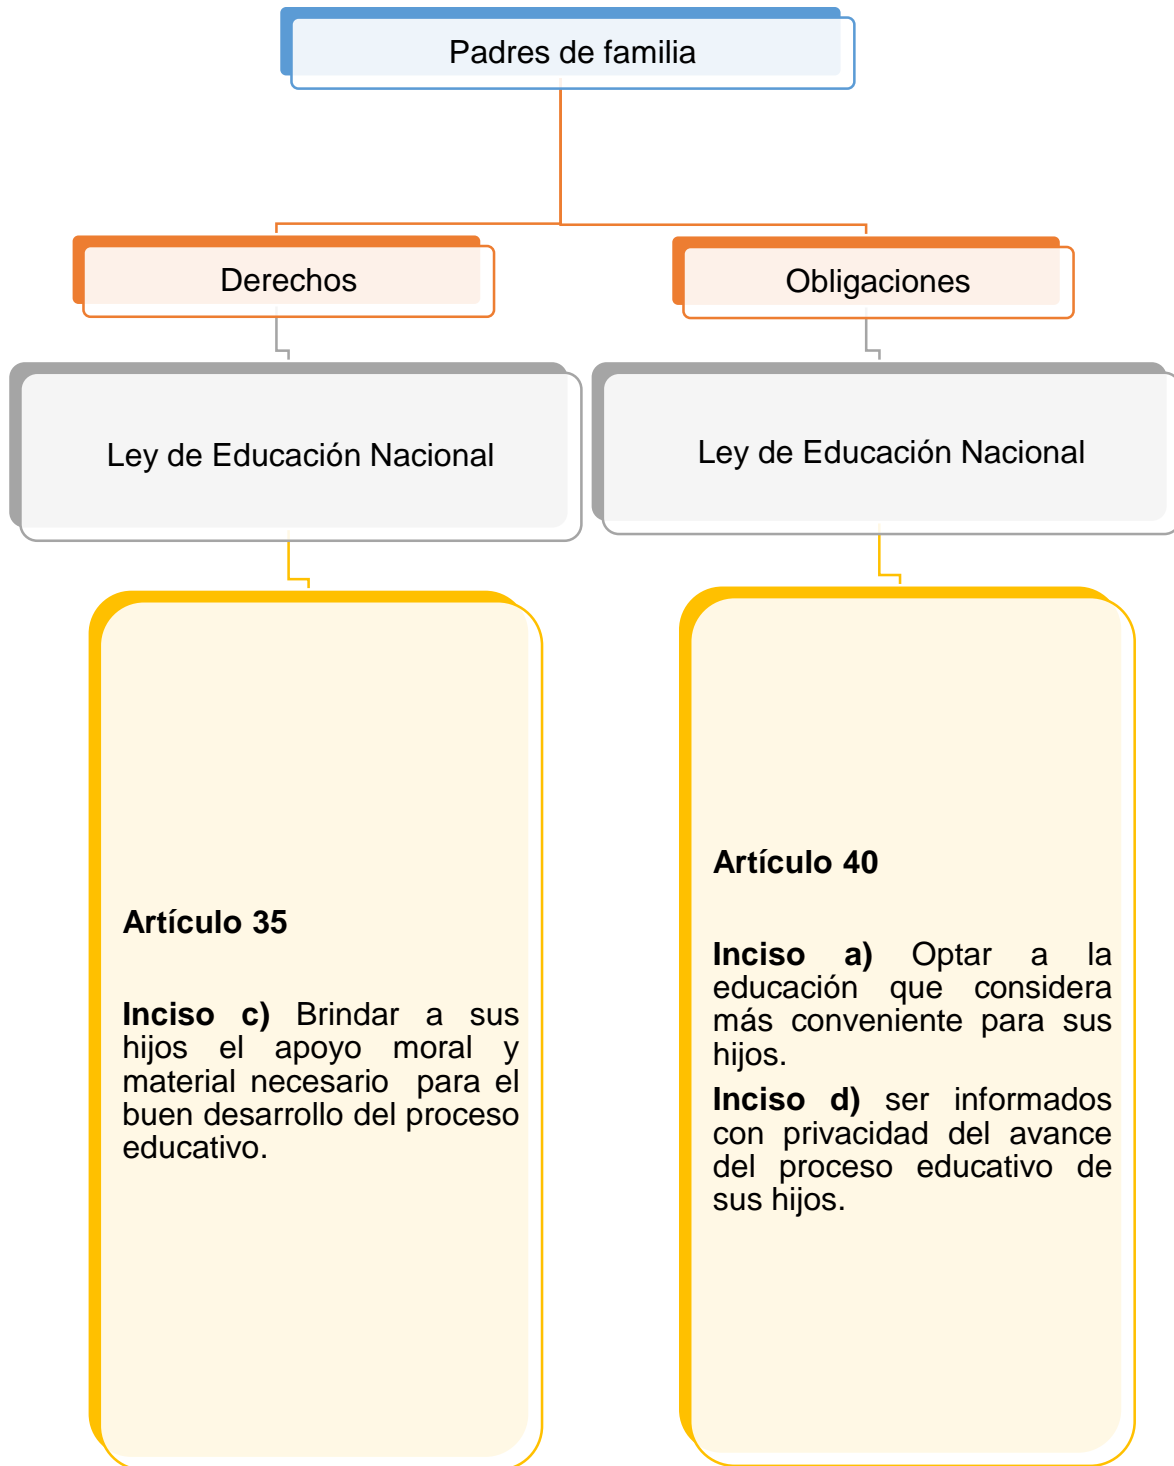 Padres de familia
Derechos
Obligaciones
Ley de Educación Nacional
Ley de Educación Nacional
Artículo 35
Inciso c) Brindar a sus
hijos el apoyo moral y
material necesario para el
buen desarrollo del proceso
educativo.
Artículo 40
Inciso a) Optar a la
educación que considera
más conveniente para sus
hijos.
Inciso d) ser informados
con privacidad del avance
del proceso educativo de
sus hijos.